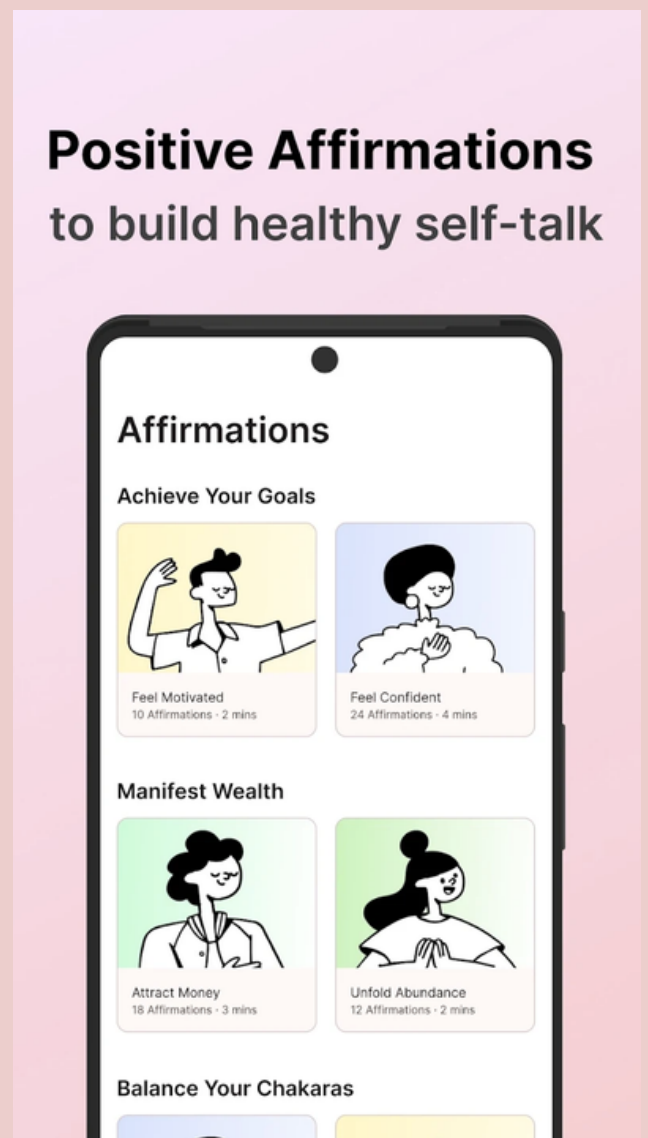 Positive Affirmations
to build healthy self-talk
Affirmations
Achieve Your Goals
Feel Motivated
10 Affirmations · 2 mins
Feel Confident
24 Affirmations · 4 mins
Manifest Wealth
Attract Money
18 Affirmations · 3 mins
Unfold Abundance
12 Affirmations · 2 mins
Balance Your Chakaras